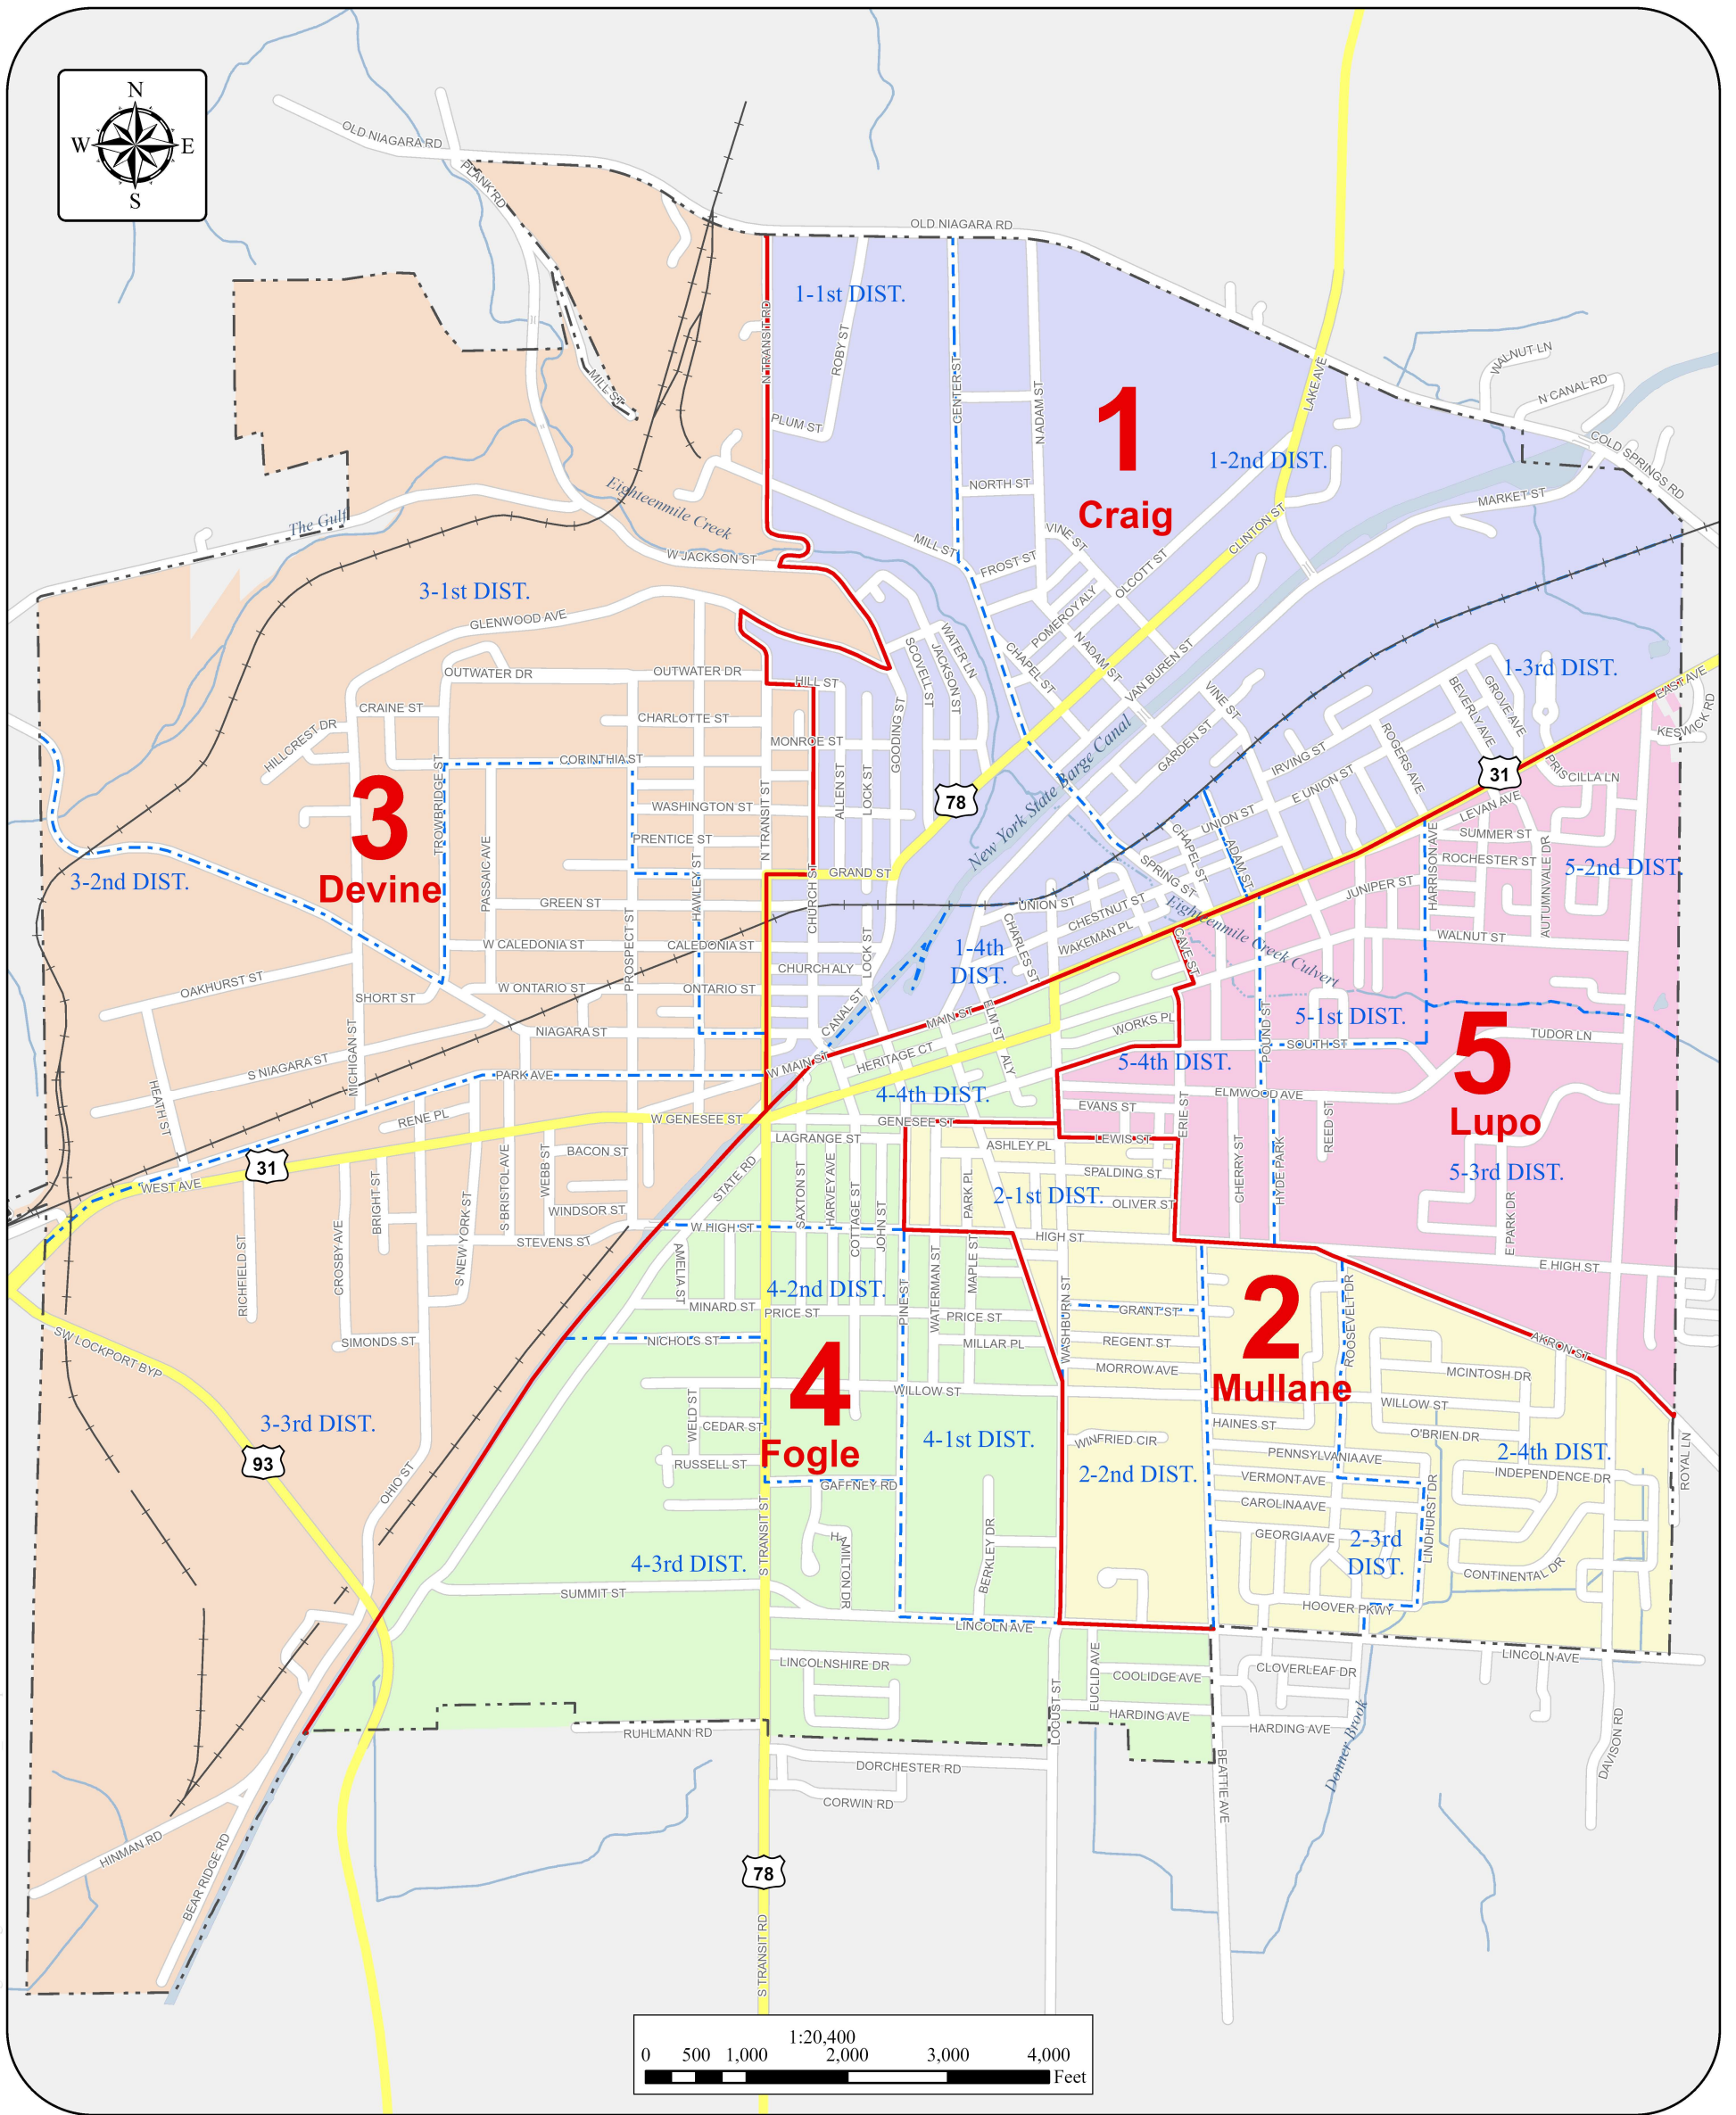 N
W E
S
OLD NIAGARA RD
PLANK RD
OLD NIAGARA RD
1-1st DIST.
N TRANSIT RD
ROBY ST
CENTER ST
N ADAM ST
LAKE AVE
WALNUT LN
N CANAL RD
MILL ST
PLUM ST
1
Craig
1-2nd DIST.
COLD SPRINGS RD
MARKET ST
NORTH ST
The Gulf
Eighteenmile Creek
W JACKSON ST
MILL ST
VINE ST
FROST ST
CLINTON ST
OLCOTT ST
POMEROY ALY
3-1st DIST.
GLENWOOD AVE
WATER LN
JACKSON ST
SCOVELL ST
CHAPEL ST
N ADAM ST
VAN BUREN ST
1-3rd DIST.
OUTWATER DR
OUTWATER DR
HILL ST
VINE ST
BEVERLY AVE
GROVE AVE
EAST AVE
KESWICK RD
CRAINE ST
CHARLOTTE ST
HILLCREST DR
MONROE ST
GOODING ST
GARDEN ST
ROGERS AVE
IRVING ST
E UNION ST
31
PRISCILLA LN
TROWBRIDGE ST
CORINTHIA ST
N TRANSIT ST
ALLEN ST
LOCK ST
78
New York State Barge Canal
3
Devine
WASHINGTON ST
PRENTICE ST
UNION ST
LEVAN AVE
SUMMER ST
ROCHESTER ST
3-2nd DIST.
PASSAIC AVE
HAWLEY ST
CHURCH ST
GRAND ST
CHAPEL ST
ADAM ST
SPRING ST
JUNIPER ST
HARRISON AVE
AUTUMNVALE DR
5-2nd DIST.
GREEN ST
PROSPECT ST
UNION ST
CHESTNUT ST
WAKEMAN PL
CHARLES ST
Eighteenmile Creek Culvert
WALNUT ST
W CALEDONIA ST
CALEDONIA ST
LOCK ST
1-4th
DIST.
CAVE ST
CHURCH ALY
OAKHURST ST
SHORT ST
W ONTARIO ST
ONTARIO ST
CANAL ST
MAIN ST
ELM ST
ALY
WORKS PL
POUND ST
5-1st DIST.
5
Lupo
NIAGARA ST
SOUTH ST
TUDOR LN
MICHIGAN ST
S NIAGARA ST
W MAIN ST
HERITAGE CT
5-4th DIST.
HEATH ST
PARK AVE
4-4th DIST.
ELMWOOD AVE
EVANS ST
ERIE ST
RENE PL
W GENESEE ST
GENESEE ST
LAGRANGE ST
ASHLEY PL
LEWIS ST
CHERRY ST
HYDE PARK
REED ST
31
WEST AVE
BACON ST
STATE RD
SPALDING ST
5-3rd DIST.
BRIGHT ST
CROSBY AVE
S NEW YORK ST
S BRISTOL AVE
WEBB ST
SAXTON ST
HARVEY AVE
COTTAGE ST
JOHN ST
PARK PL
2-1st DIST.
OLIVER ST
WINDSOR ST
W HIGH ST
HIGH ST
E PARK DR
E HIGH ST
STEVENS ST
RICHFIELD ST
AMELIA ST
4-2nd DIST.
PINE ST
WATERMAN ST
MAPLE ST
WASHBURN ST
2
Mullane
ROOSEVELT DR
MINARD ST
PRICE ST
PRICE ST
GRANT ST
SW LOCKPORT BYP
SIMONDS ST
NICHOLS ST
MILLAR PL
REGENT ST
MORROW AVE
AKRON ST
MCINTOSH DR
4
Fogle
WILLOW ST
WILLOW ST
WELD ST
CEDAR ST
HAINES ST
O'BRIEN DR
3-3rd DIST.
93
4-1st DIST.
WINFRIED CIR
PENNSYLVANIA AVE
2-4th DIST.
RUSSELL ST
2-2nd DIST.
VERMONT AVE
INDEPENDENCE DR
ROYAL LN
OHIO ST
GAFFNEY RD
CAROLINA AVE
LINDHURST DR
S TRANSIT ST
HAMILTON DR
BERKLEY DR
GEORGIA AVE
2-3rd
DIST.
4-3rd DIST.
CONTINENTAL DR
SUMMIT ST
HOOVER PKWY
LINCOLN AVE
LINCOLN AVE
LINCOLNSHIRE DR
EUCLID AVE
COOLIDGE AVE
CLOVERLEAF DR
LOCUST ST
HARDING AVE
HARDING AVE
RUHLMANN RD
DORCHESTER RD
BEATTIE AVE
Donner Brook
DAVISON RD
CORWIN RD
HINMAN RD
BEAR RIDGE RD
78
S TRANSIT RD
1:20,400
0 500 1,000 2,000 3,000 4,000
Feet